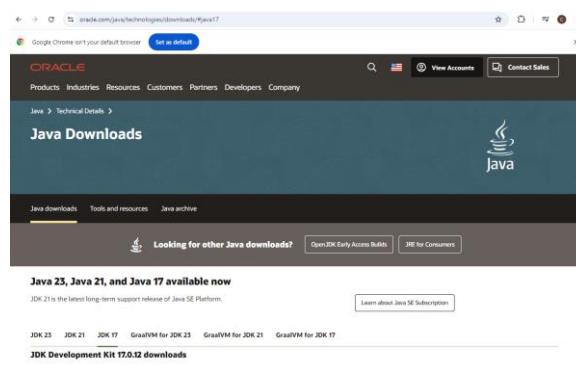 oracle.com/java/technologies/downloads/#java17
Google Chrome isn't your default browser Set as default
ORACLE View Accounts Contact Sales
Products Industries Resources Customers Partners Developers Company
Java > Technical Details >
Java Downloads
Java
Java downloads Tools and resources Java archive
Looking for other Java downloads? OpenJDK Early Access Builds JRE for Consumers
Java 23, Java 21, and Java 17 available now
JDK 21 is the latest long-term support release of Java SE Platform.
Learn about Java SE Subscription
JDK 23 JDK 21 JDK 17 GraalVM for JDK 23 GraalVM for JDK 21 GraalVM for JDK 17
JDK Development Kit 17.0.12 downloads